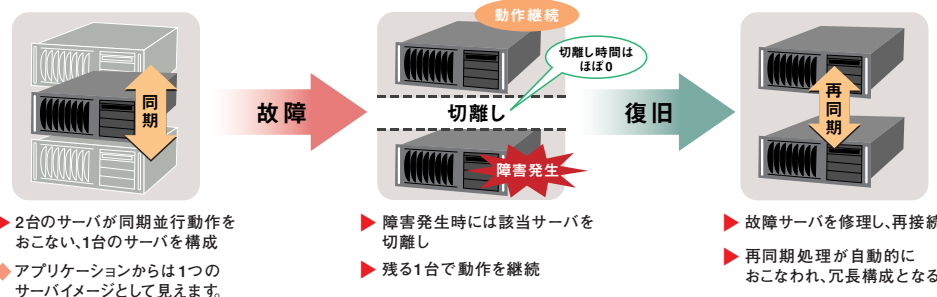 同期
故障
動作継続
切離し時間は
ほぼ0
切離し
障害発生
復旧
再同期
2台のサーバが同期並行動作を
おこない、1台のサーバを構成
アプリケーションからは1つの
サーバイメージとして見えます。
障害発生時には該当サーバを
切離し
残る1台で動作を継続
故障サーバを修理し、再接続
再同期処理が自動的に
おこなわれ、冗長構成となる